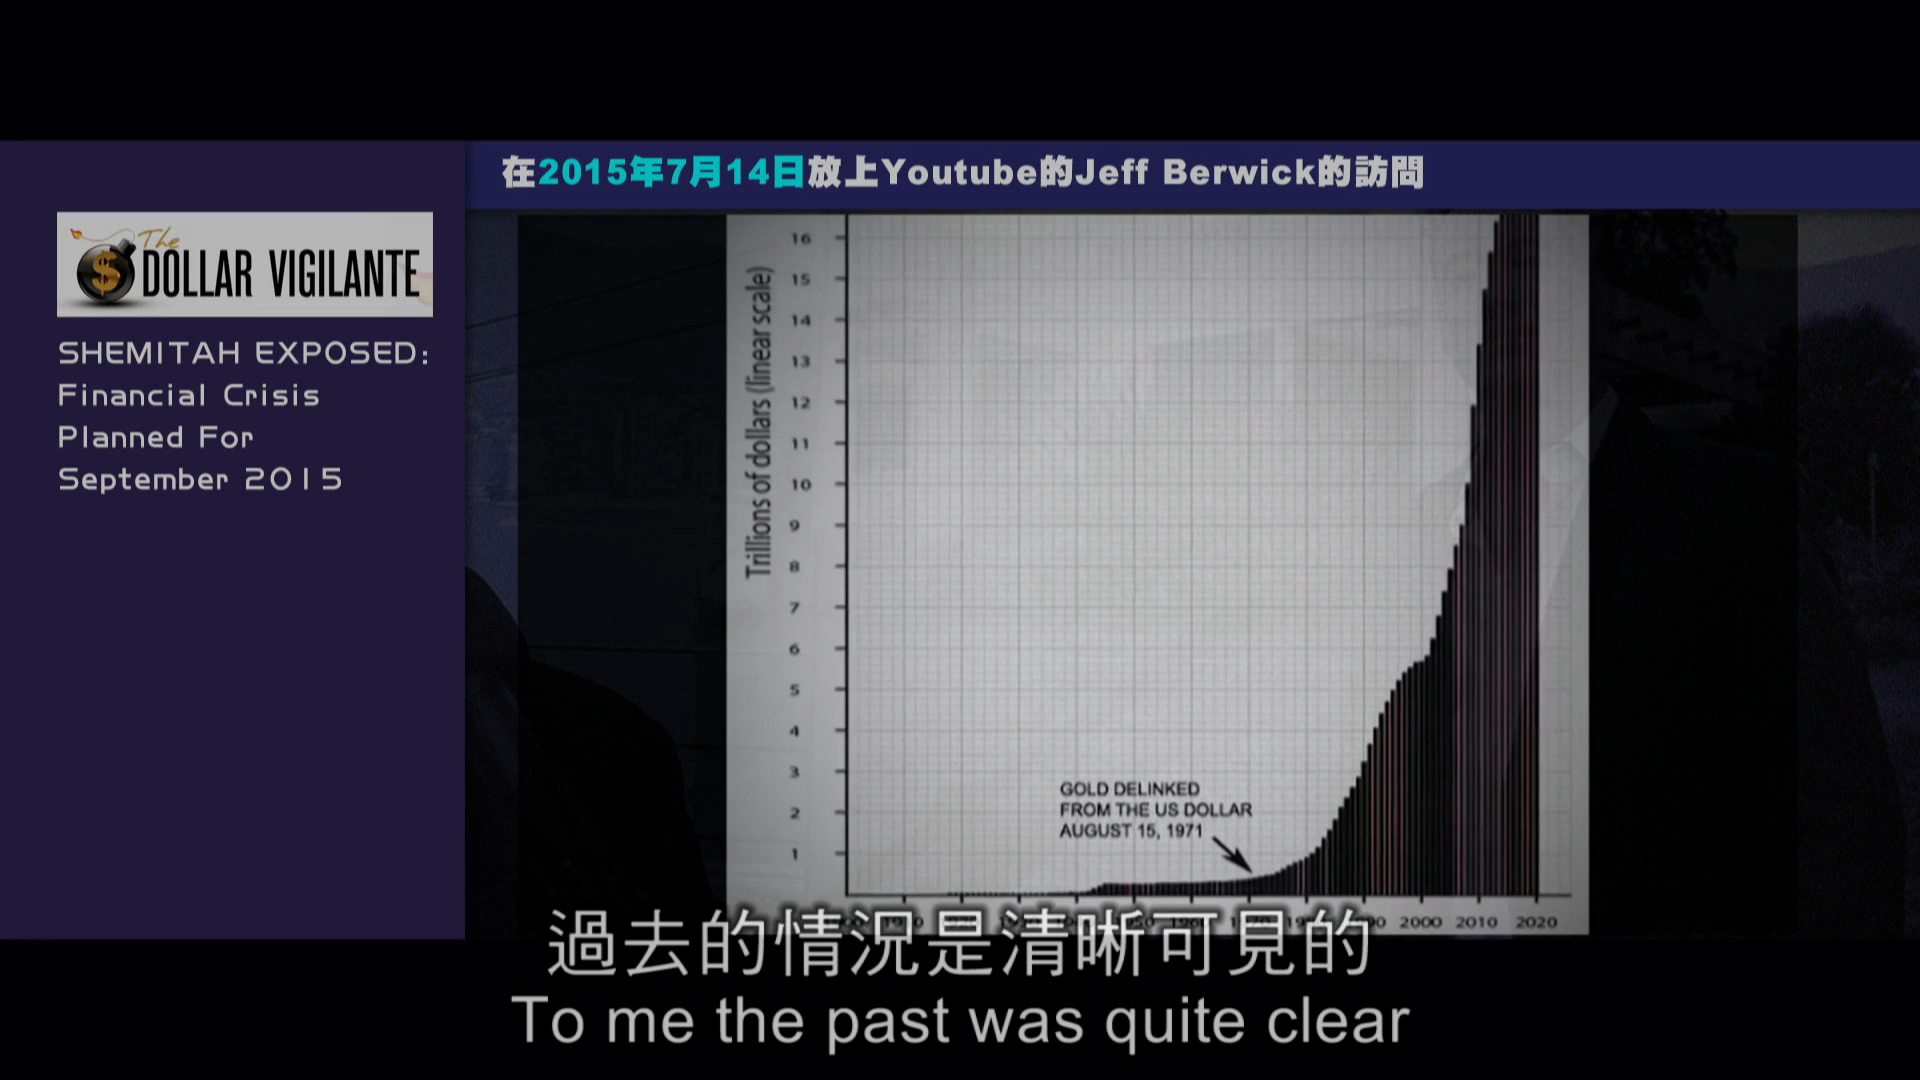 在2015年7月14日放上Youtube的Jeff Berwick的訪問
The
DOLLAR VIGILANTE
SHEMITAH EXPOSED:
Financial Crisis
Planned For
September 2015
Trillions of dollars (linear scale)
16
15
14
13
12
11
10
9
8
7
6
5
4
3
2
1
GOLD DELINKED
FROM THE US DOLLAR
AUGUST 15, 1971
2000 2010 2020
過去的情況是清晰可見的
To me the past was quite clear